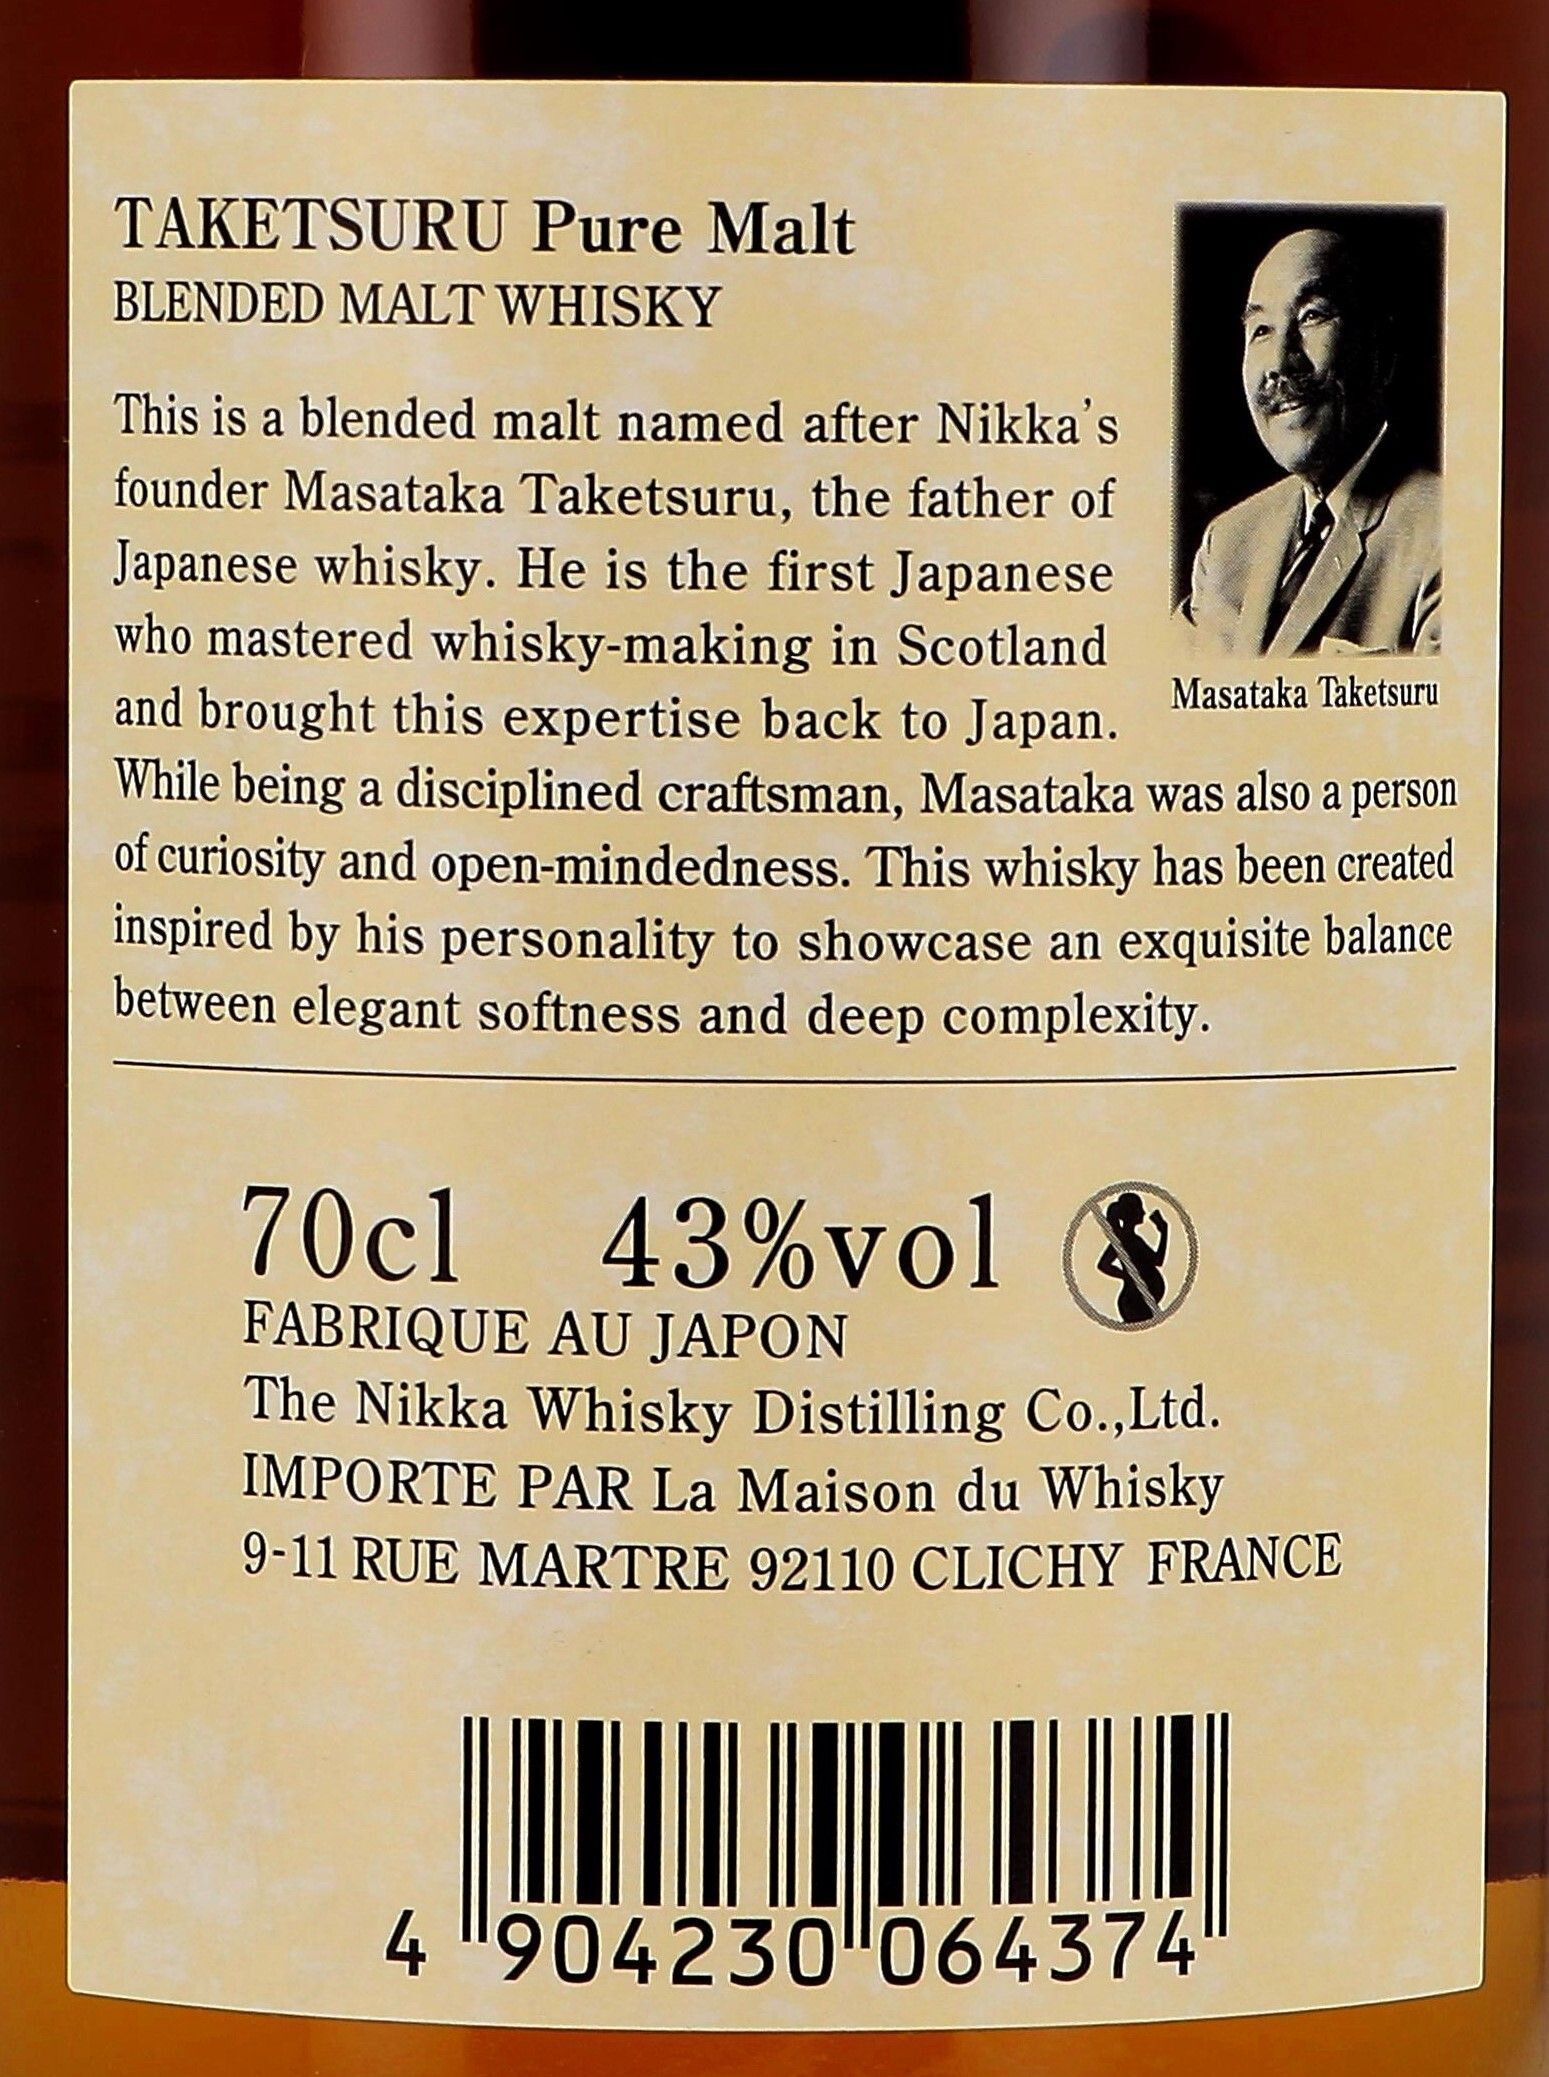 TAKETSURU Pure Malt
BLENDED MALT WHISKY
This is a blended malt named after Nikka's
founder Masataka Taketsuru, the father of
Japanese whisky. He is the first Japanese
who mastered whisky-making in Scotland
and brought this expertise back to Japan.
While being a disciplined craftsman, Masataka was also a person
of curiosity and open-mindedness. This whisky has been created
inspired by his personality to showcase an exquisite balance
between elegant softness and deep complexity.
Masataka Taketsuru
70cl 43%vol
FABRIQUE AU JAPON
The Nikka Whisky Distilling Co.,Ltd.
IMPORTE PAR La Maison du Whisky
9-11 RUE MARTRE 92110 CLICHY FRANCE
4 904230 064374